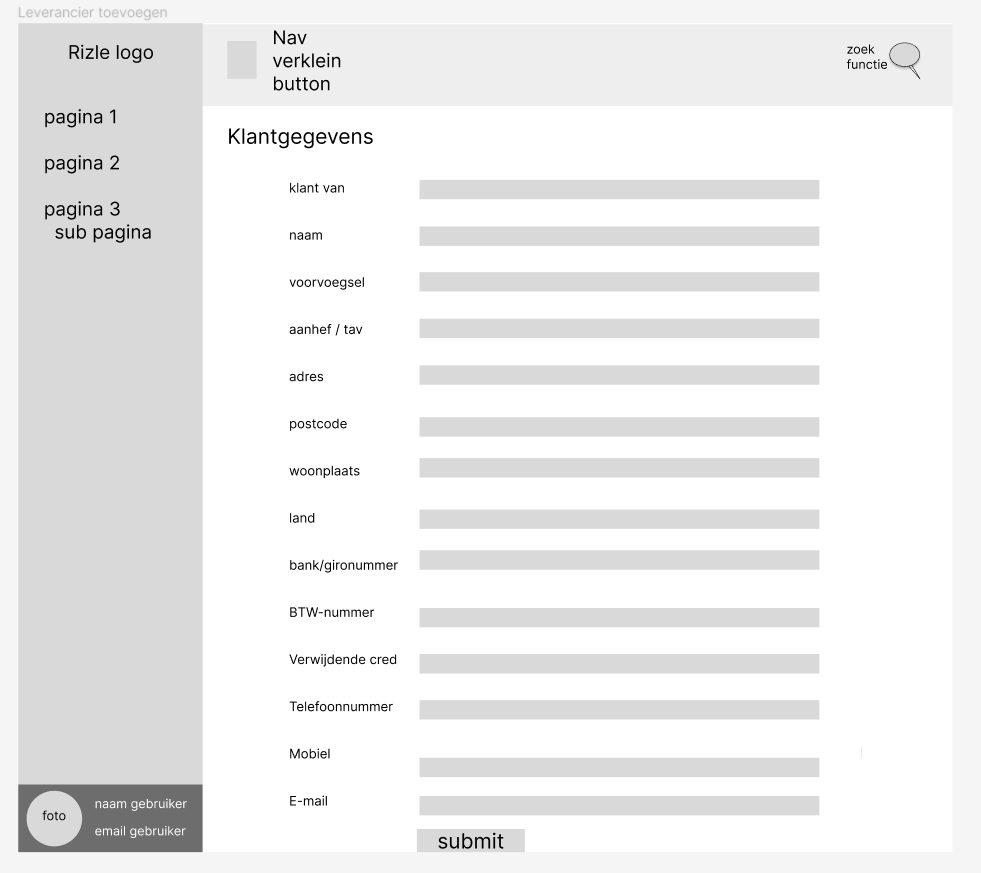 Leverancier toevoegen
Rizle logo
pagina 1
pagina 2
pagina 3
sub pagina
foto
naam gebruiker
email gebruiker
Nav
verklein
button
zoek
functie
Klantgegevens
klant van
naam
voorvoegsel
aanhef / tav
adres
postcode
woonplaats
land
bank/gironummer
BTW-nummer
Verwijdende cred
Telefoonnummer
Mobiel
E-mail
submit